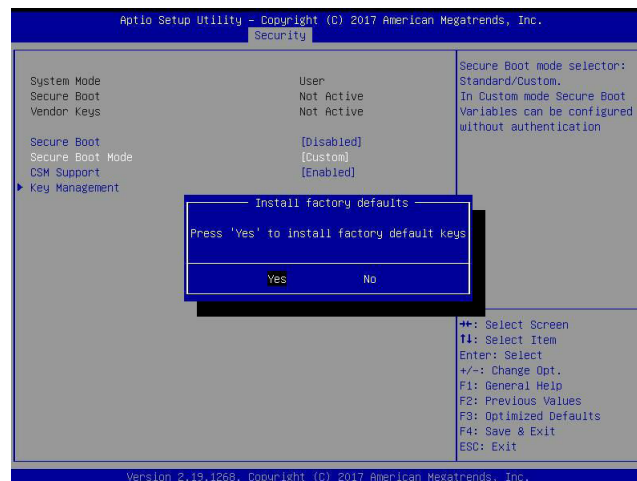 Aptio Setup Utility – Copyright (C) 2017 American Megatrends, Inc.
Security
System Mode User
Secure Boot Not Active
Vendor Keys Not Active
Secure Boot [Disabled]
Secure Boot Mode [Custom]
CSM Support [Enabled]
Key Management
Install factory defaults
Press 'Yes' to install factory default keys
Yes No
Secure Boot mode selector:
Standard/Custom.
In Custom mode Secure Boot
Variables can be configured
without authentication
→←: Select Screen
↑↓: Select Item
Enter: Select
+/-: Change Opt.
F1: General Help
F2: Previous Values
F3: Optimized Defaults
F4: Save & Exit
ESC: Exit
Version 2.19.1268. Copyright (C) 2017 American Megatrends, Inc.